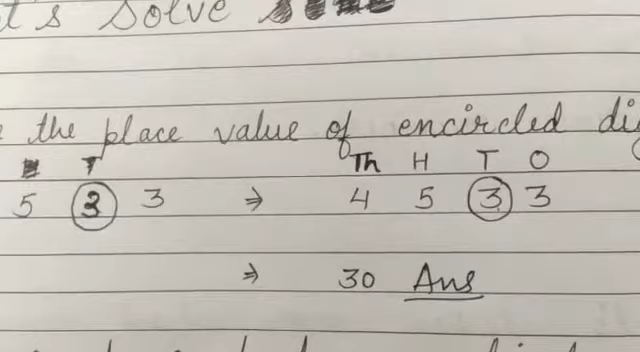 t's Solve
the place value of encircled di
T Th H T O
5 3 3 ⇒ 4 5 3 3
⇒ 30 Ans